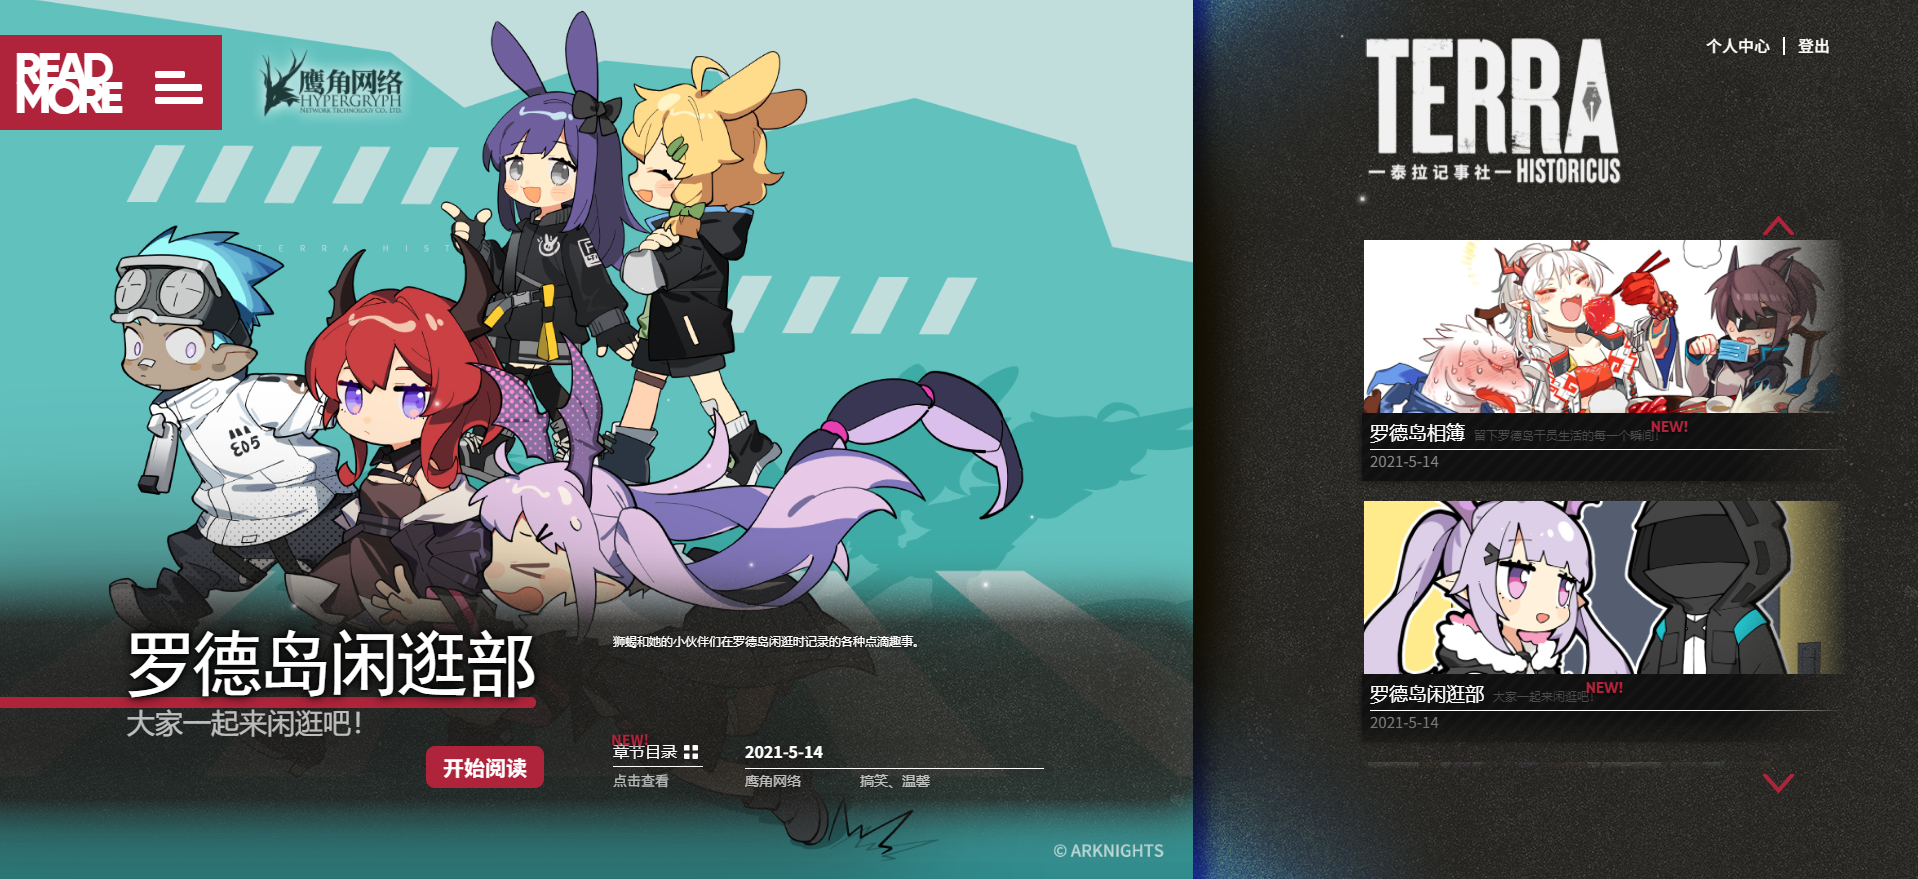 READ
MORE
鹰角网络
HYPERGRYPH
NETWORK TECHNOLOGY CO., LTD.
TERRA HIST
E05
罗德岛闲逛部
大家一起来闲逛吧!
开始阅读
狮蝎和她的小伙伴们在罗德岛闲逛时记录的各种点滴趣事。
NEW!
章节目录
点击查看
2021-5-14
鹰角网络 搞笑、温馨
© ARKNIGHTS
个人中心 | 登出
TERRA
泰拉记事社 HISTORICUS
NEW!
罗德岛相簿 留下罗德岛干员生活的每一个瞬间!
2021-5-14
NEW!
罗德岛闲逛部 大家一起来闲逛吧!
2021-5-14